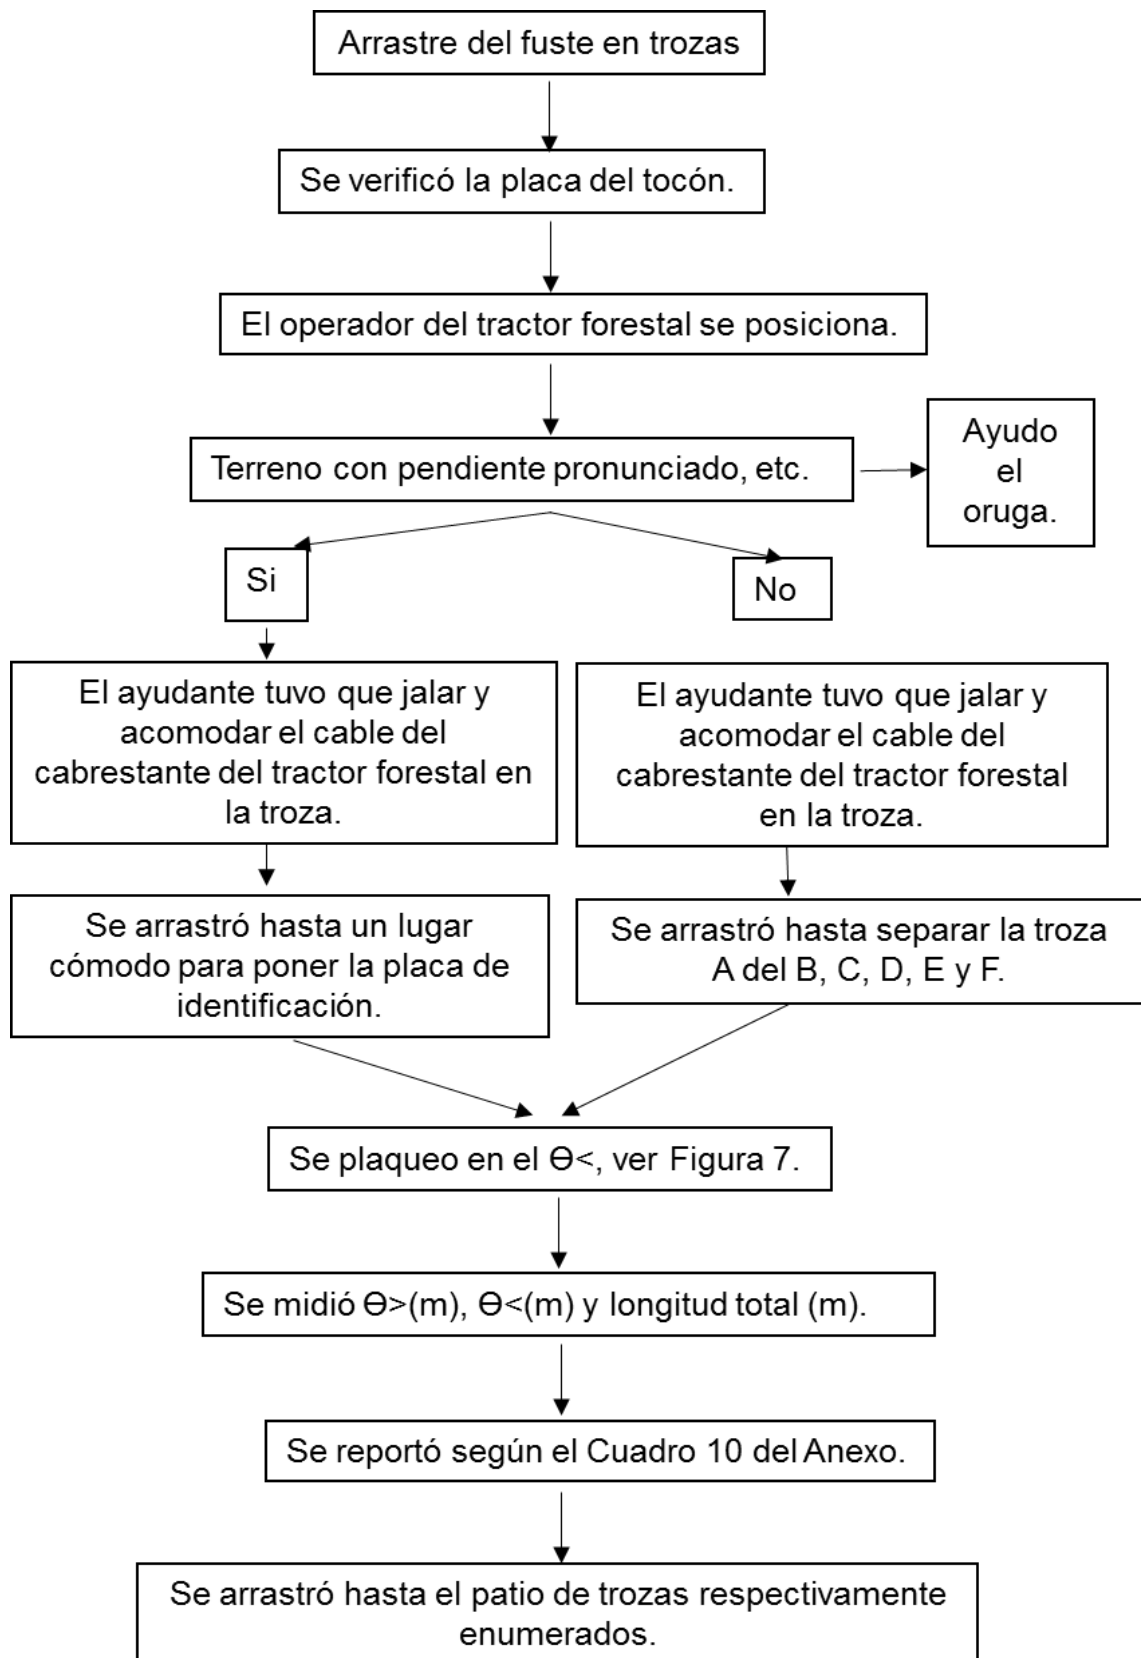 Arrastre del fuste en trozas
Se verificó la placa del tocón.
El operador del tractor forestal se posiciona.
Terreno con pendiente pronunciado, etc.
Ayudo
el
oruga.
Si
No
El ayudante tuvo que jalar y
acomodar el cable del
cabrestante del tractor forestal en
la troza.
El ayudante tuvo que jalar y
acomodar el cable del
cabrestante del tractor forestal
en la troza.
Se arrastró hasta un lugar
cómodo para poner la placa de
identificación.
Se arrastró hasta separar la troza
A del B, C, D, E y F.
Se plaqueo en el Ɵ<, ver Figura 7.
Se midió Ɵ>(m), Ɵ<(m) y longitud total (m).
Se reportó según el Cuadro 10 del Anexo.
Se arrastró hasta el patio de trozas respectivamente
enumerados.